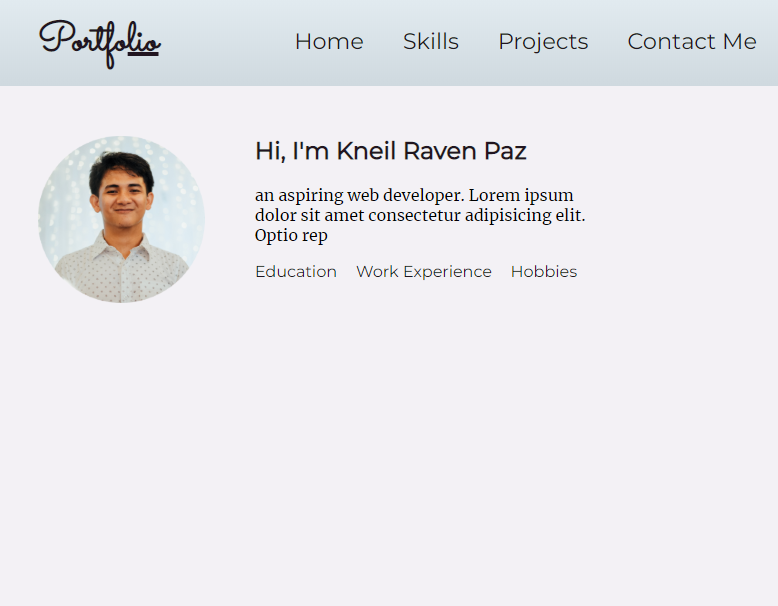 Portfolio Home Skills Projects Contact Me
Hi, I'm Kneil Raven Paz
an aspiring web developer. Lorem ipsum
dolor sit amet consectetur adipisicing elit.
Optio rep
Education Work Experience Hobbies